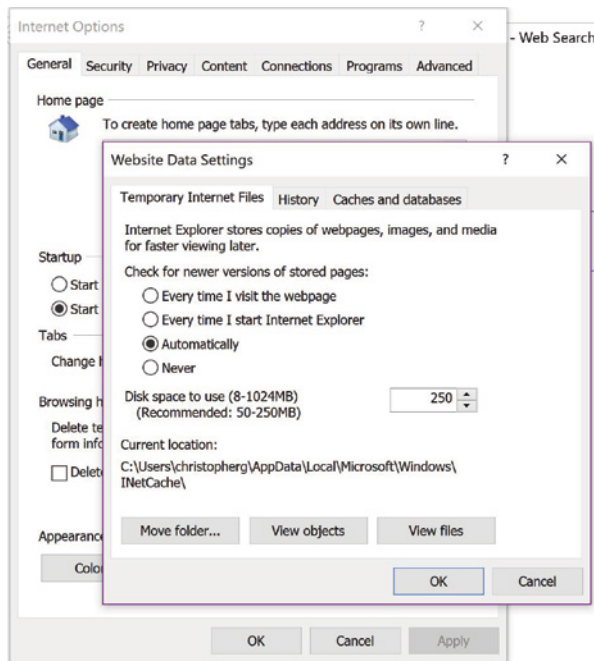 Internet Options
- Web Search
General Security Privacy Content Connections Programs Advanced
Home page
To create home page tabs, type each address on its own line.
Website Data Settings
Temporary Internet Files History Caches and databases
Internet Explorer stores copies of webpages, images, and media
for faster viewing later.
Check for newer versions of stored pages:
Every time I visit the webpage
Every time I start Internet Explorer
Automatically
Never
Disk space to use (8-1024MB)
(Recommended: 50-250MB)
250
Current location:
C:\Users\christopherg\AppData\Local\Microsoft\Windows\
INetCache\
Move folder... View objects View files
OK Cancel
Startup
Start
Start
Tabs
Change
Browsing
Delete
form
Appearance
OK Cancel Apply